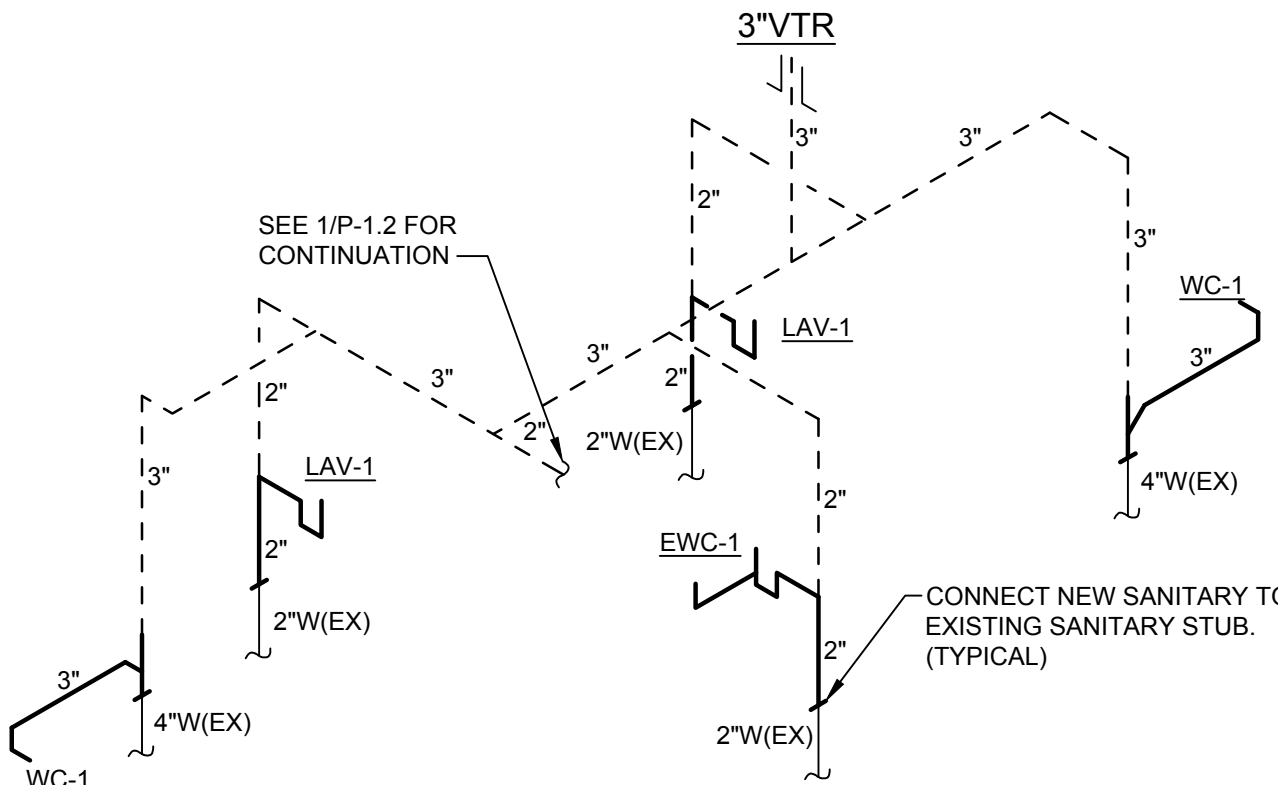 3"VTR
3"
3"
2"
SEE 1/P-1.2 FOR
CONTINUATION
3"
WC-1
LAV-1
3"
3"
3"
2"
2"
2"
2"W(EX)
LAV-1
3"
4"W(EX)
2"
EWC-1
2"
CONNECT NEW SANITARY TO
EXISTING SANITARY STUB.
(TYPICAL)
2"W(EX)
2"
3"
4"W(EX)
2"W(EX)
WC-1